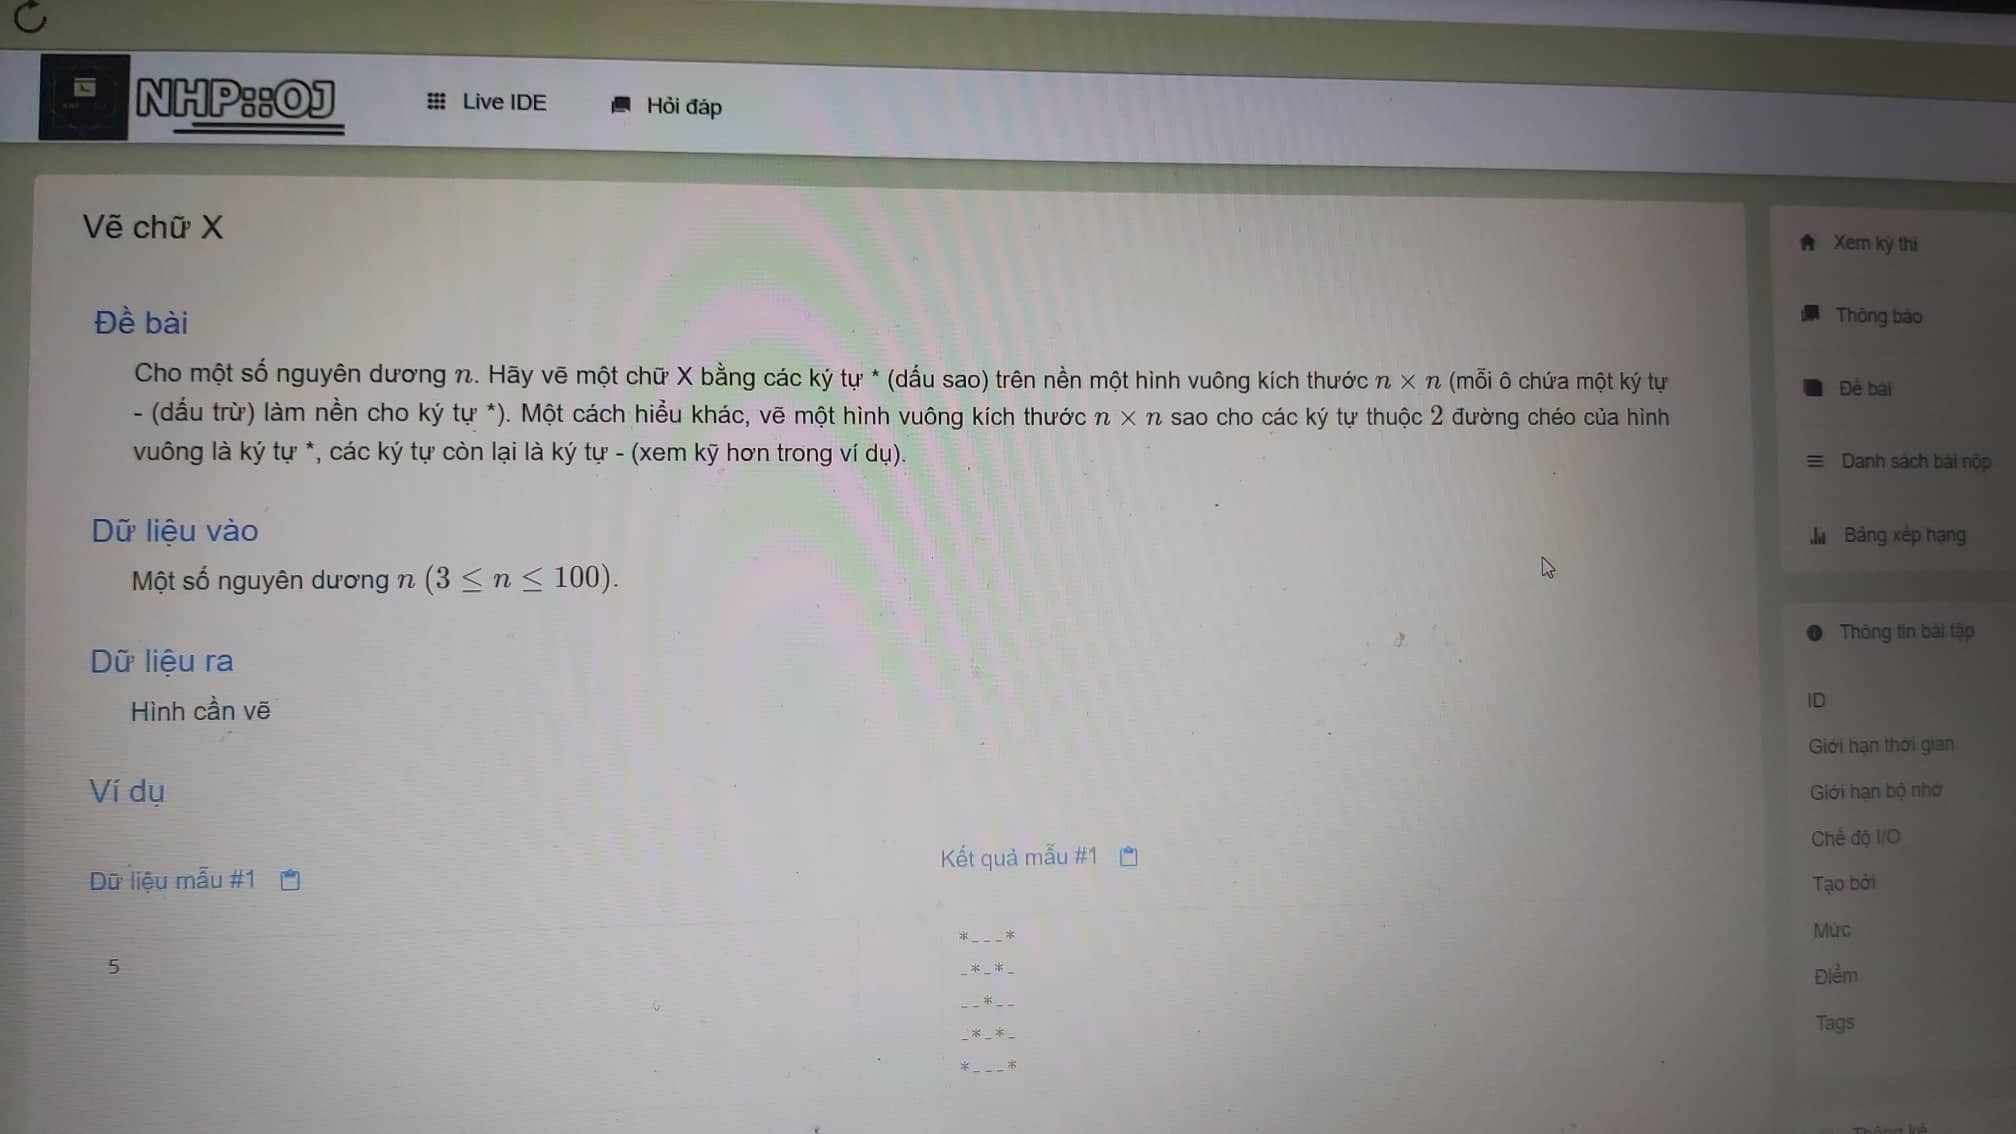 NHP::OJ
Live IDE
Hỏi đáp
Vẽ chữ X
Đề bài
Cho một số nguyên dương n. Hãy vẽ một chữ X bằng các ký tự * (dấu sao) trên nền một hình vuông kích thước n × n (mỗi ô chứa một ký tự
- (dấu trừ) làm nền cho ký tự *). Một cách hiểu khác, vẽ một hình vuông kích thước n × n sao cho các ký tự thuộc 2 đường chéo của hình
vuông là ký tự *, các ký tự còn lại là ký tự - (xem kỹ hơn trong ví dụ).
Dữ liệu vào
Một số nguyên dương n (3 ≤ n ≤ 100).
Dữ liệu ra
Hình cần vẽ
Ví dụ
Dữ liệu mẫu #1
5
Kết quả mẫu #1
*___*
_*_*_
__*__
_*_*_
*___*
Xem kỳ thi
Thông báo
Đề bài
Danh sách bài nộp
Bảng xếp hạng
Thông tin bài tập
ID
Giới hạn thời gian
Giới hạn bộ nhớ
Chế độ I/O
Tạo bởi
Mức
Điểm
Tags